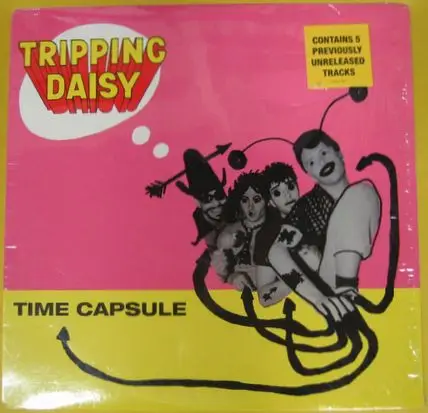 TRIPPING
DAISY
CONTAINS 5
PREVIOUSLY
UNRELEASED
TRACKS
TIME CAPSULE